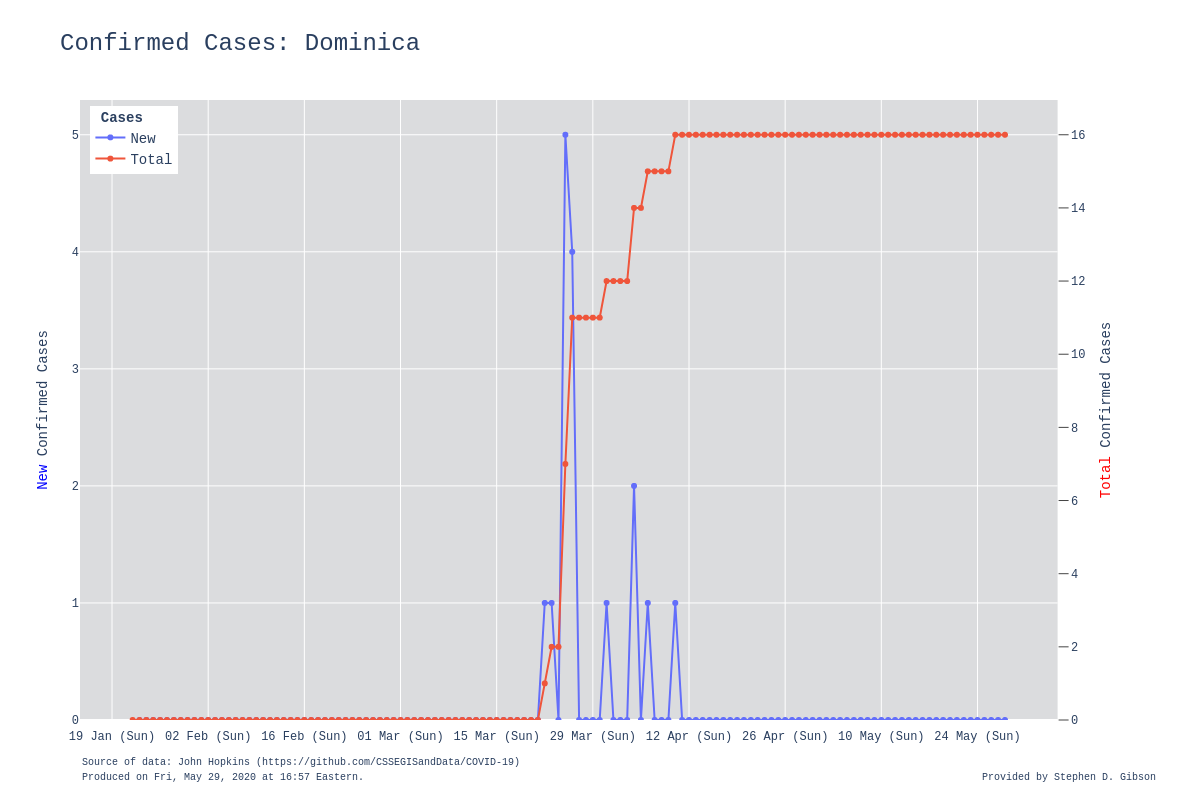 Confirmed Cases: Dominica
Cases
New
Total
5
4
3
2
1
0
New Confirmed Cases
16
14
12
10
8
6
4
2
0
Total Confirmed Cases
19 Jan (Sun) 02 Feb (Sun) 16 Feb (Sun) 01 Mar (Sun) 15 Mar (Sun) 29 Mar (Sun) 12 Apr (Sun) 26 Apr (Sun) 10 May (Sun) 24 May (Sun)
Source of data: John Hopkins (https://github.com/CSSEGISandData/COVID-19)
Produced on Fri, May 29, 2020 at 16:57 Eastern.
Provided by Stephen D. Gibson